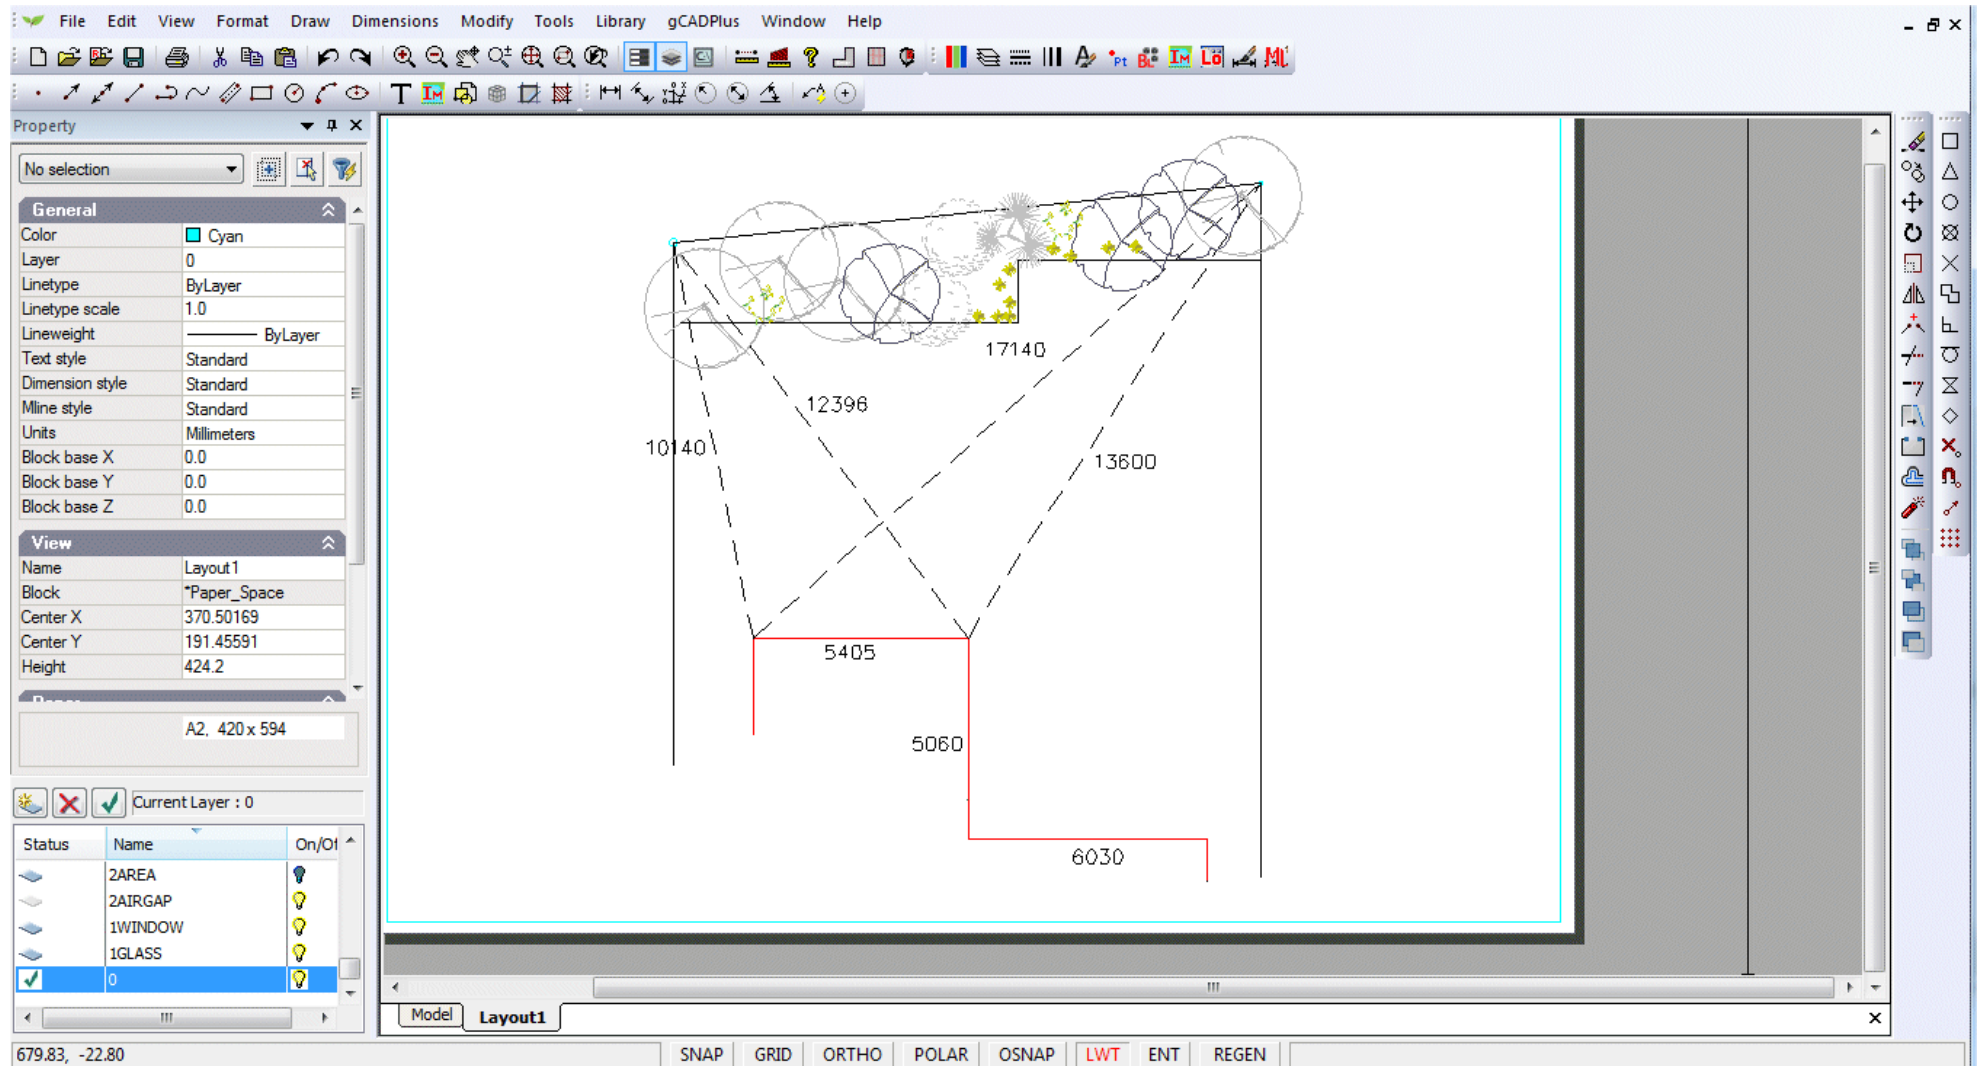 File Edit View Format Draw Dimensions Modify Tools Library gCADPlus Window Help
Property
No selection
General
Color Cyan
Layer 0
Linetype ByLayer
Linetype scale 1.0
Lineweight ByLayer
Text style Standard
Dimension style Standard
Mline style Standard
Units Millimeters
Block base X 0.0
Block base Y 0.0
Block base Z 0.0
View
Name Layout1
Block *Paper_Space
Center X 370.50169
Center Y 191.45591
Height 424.2
A2, 420 x 594
Current Layer : 0
Status Name On/Of
2AREA
2AIRGAP
1WINDOW
1GLASS
0
17140
12396
10140
13600
5405
5060
6030
Model Layout1
679.83, -22.80 SNAP GRID ORTHO POLAR OSNAP LWT ENT REGEN